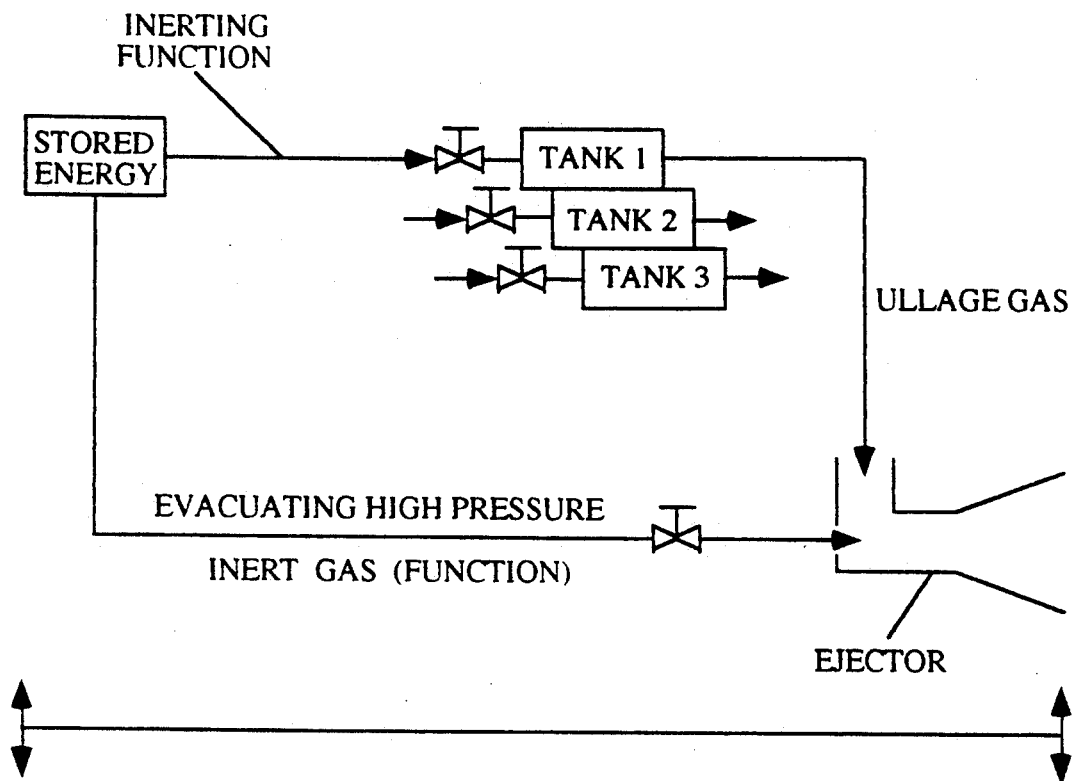 INERTING
FUNCTION
STORED
ENERGY
TANK 1
TANK 2
TANK 3
ULLAGE GAS
EVACUATING HIGH PRESSURE
INERT GAS (FUNCTION)
EJECTOR